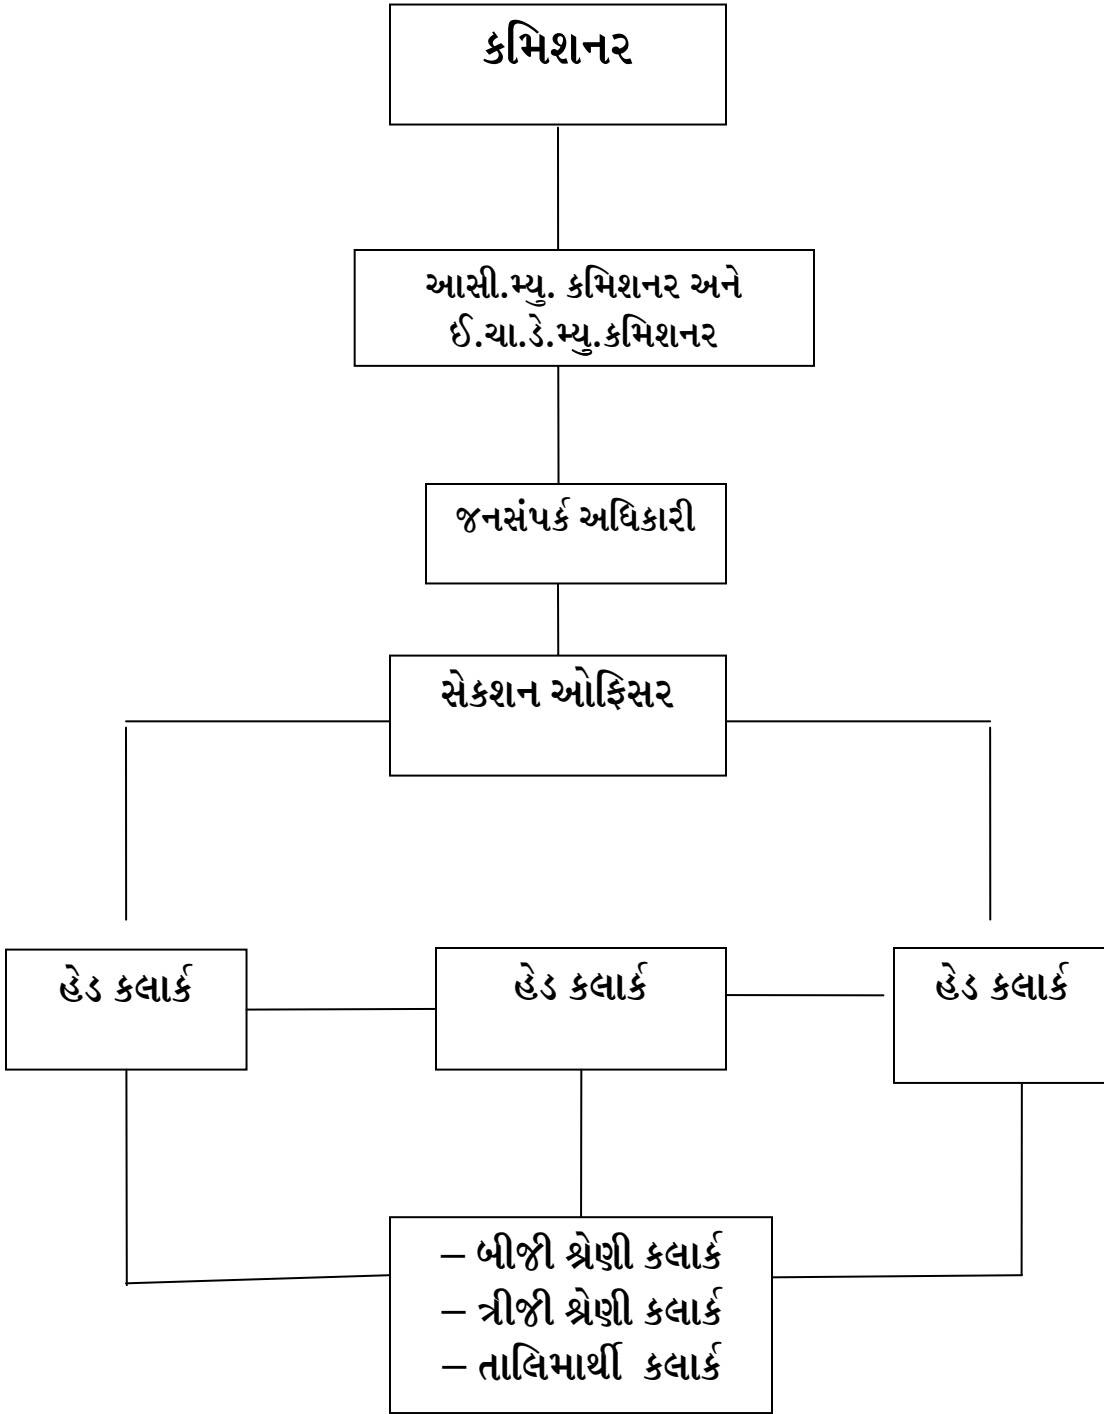 કમિશનર
આસી.મ્યુ. કમિશનર અને
ઈ.ચા.ડે.મ્યુ.કમિશનર
જનસંપર્ક અધિકારી
સેકશન ઓફિસર
હેડ કલાર્ક
હેડ કલાર્ક
હેડ કલાર્ક
– બીજી શ્રેણી કલાર્ક
– ત્રીજી શ્રેણી કલાર્ક
– તાલિમાર્થી કલાર્ક